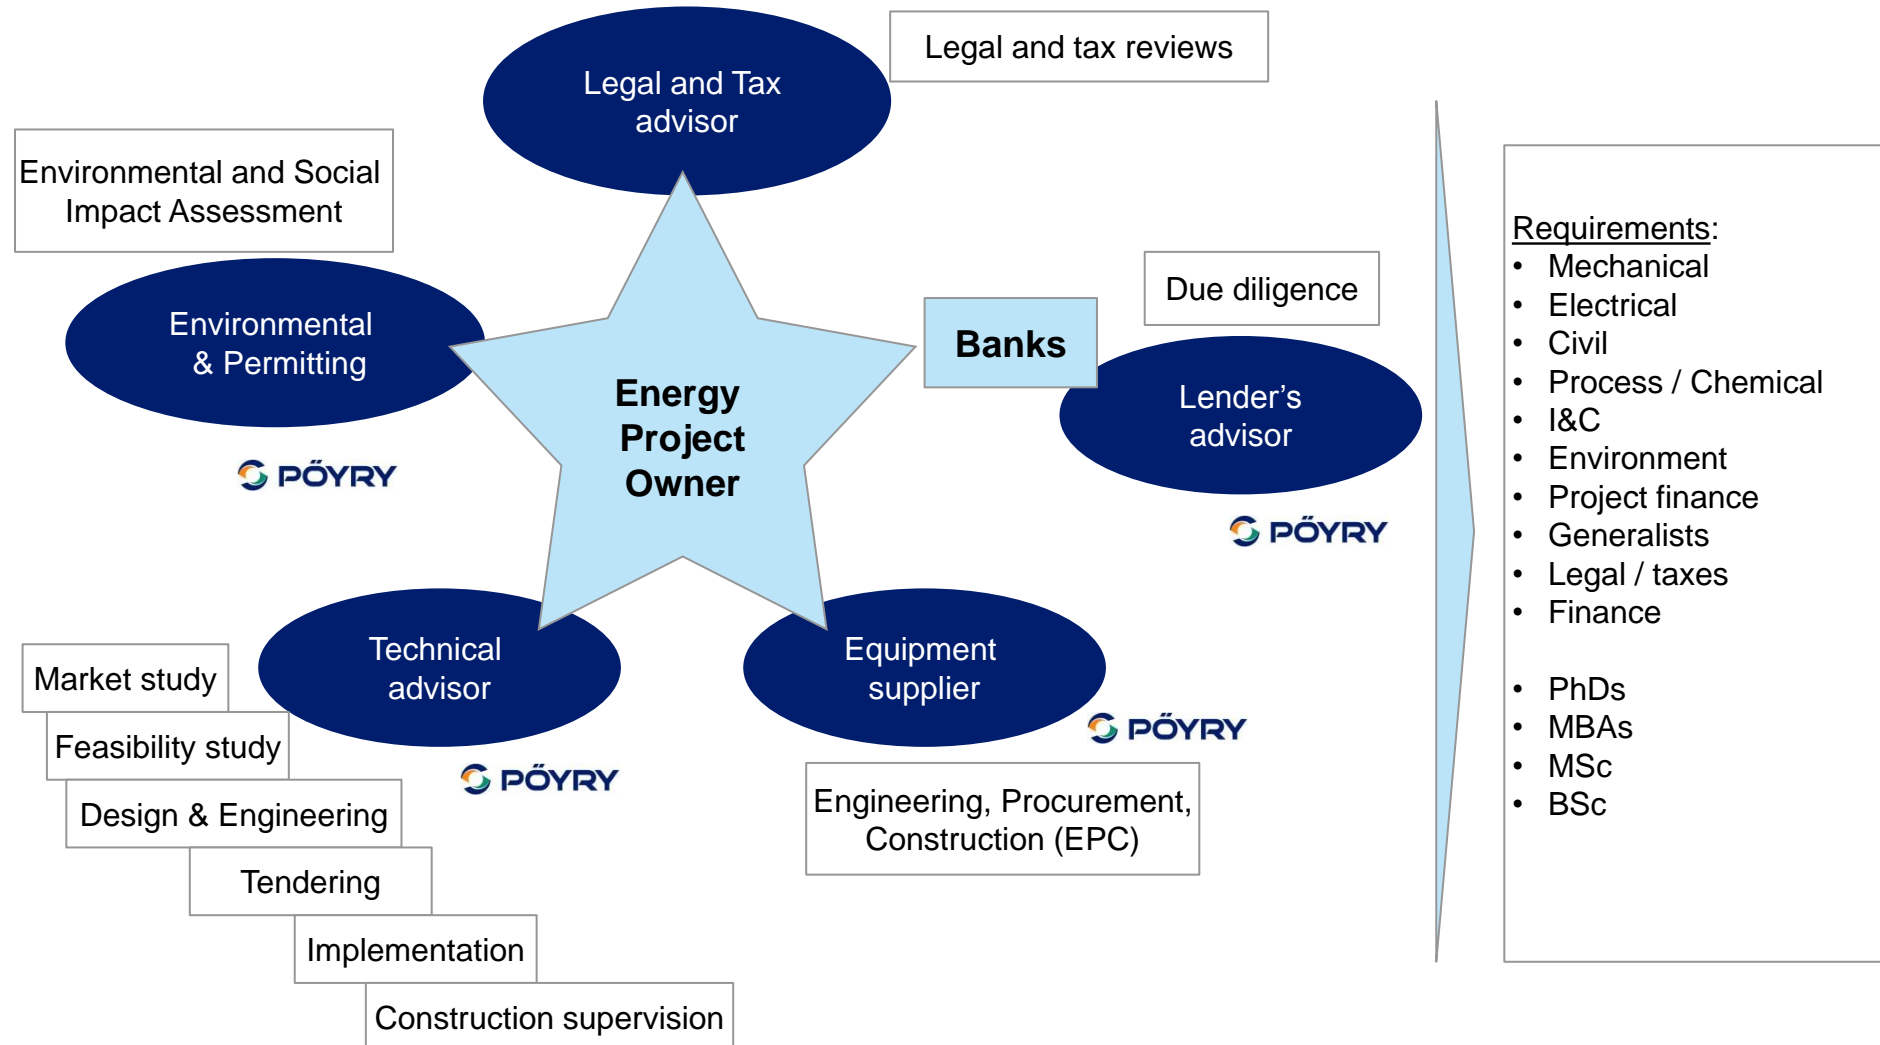 Legal and Tax
advisor
Legal and tax reviews
Environmental and Social
Impact Assessment
Environmental
& Permitting
PÖYRY
Energy
Project
Owner
Banks
Due diligence
Lender’s
advisor
PÖYRY
Technical
advisor
PÖYRY
Market study
Feasibility study
Design & Engineering
Tendering
Implementation
Construction supervision
Equipment
supplier
PÖYRY
Engineering, Procurement,
Construction (EPC)
Requirements:
• Mechanical
• Electrical
• Civil
• Process / Chemical
• I&C
• Environment
• Project finance
• Generalists
• Legal / taxes
• Finance
• PhDs
• MBAs
• MSc
• BSc